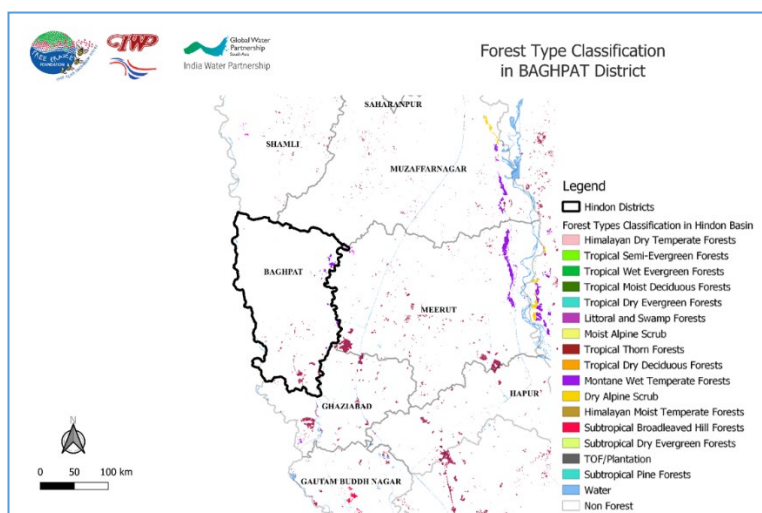 TREE CRAZE
FOUNDATION
IWP
Global Water
Partnership
South Asia
India Water Partnership
Forest Type Classification
in BAGHPAT District
SAHARANPUR
SHAMLI
MUZAFFARNAGAR
BAGHPAT
MEERUT
HAPUR
GHAZIABAD
GAUTAM BUDDH NAGAR
Legend
Hindon Districts
Forest Types Classification in Hindon Basin
Himalayan Dry Temperate Forests
Tropical Semi-Evergreen Forests
Tropical Wet Evergreen Forests
Tropical Moist Deciduous Forests
Tropical Dry Evergreen Forests
Littoral and Swamp Forests
Moist Alpine Scrub
Tropical Thorn Forests
Tropical Dry Deciduous Forests
Montane Wet Temperate Forests
Dry Alpine Scrub
Himalayan Moist Temperate Forests
Subtropical Broadleaved Hill Forests
Subtropical Dry Evergreen Forests
TOF/Plantation
Subtropical Pine Forests
Water
Non Forest
N
0 50 100 km